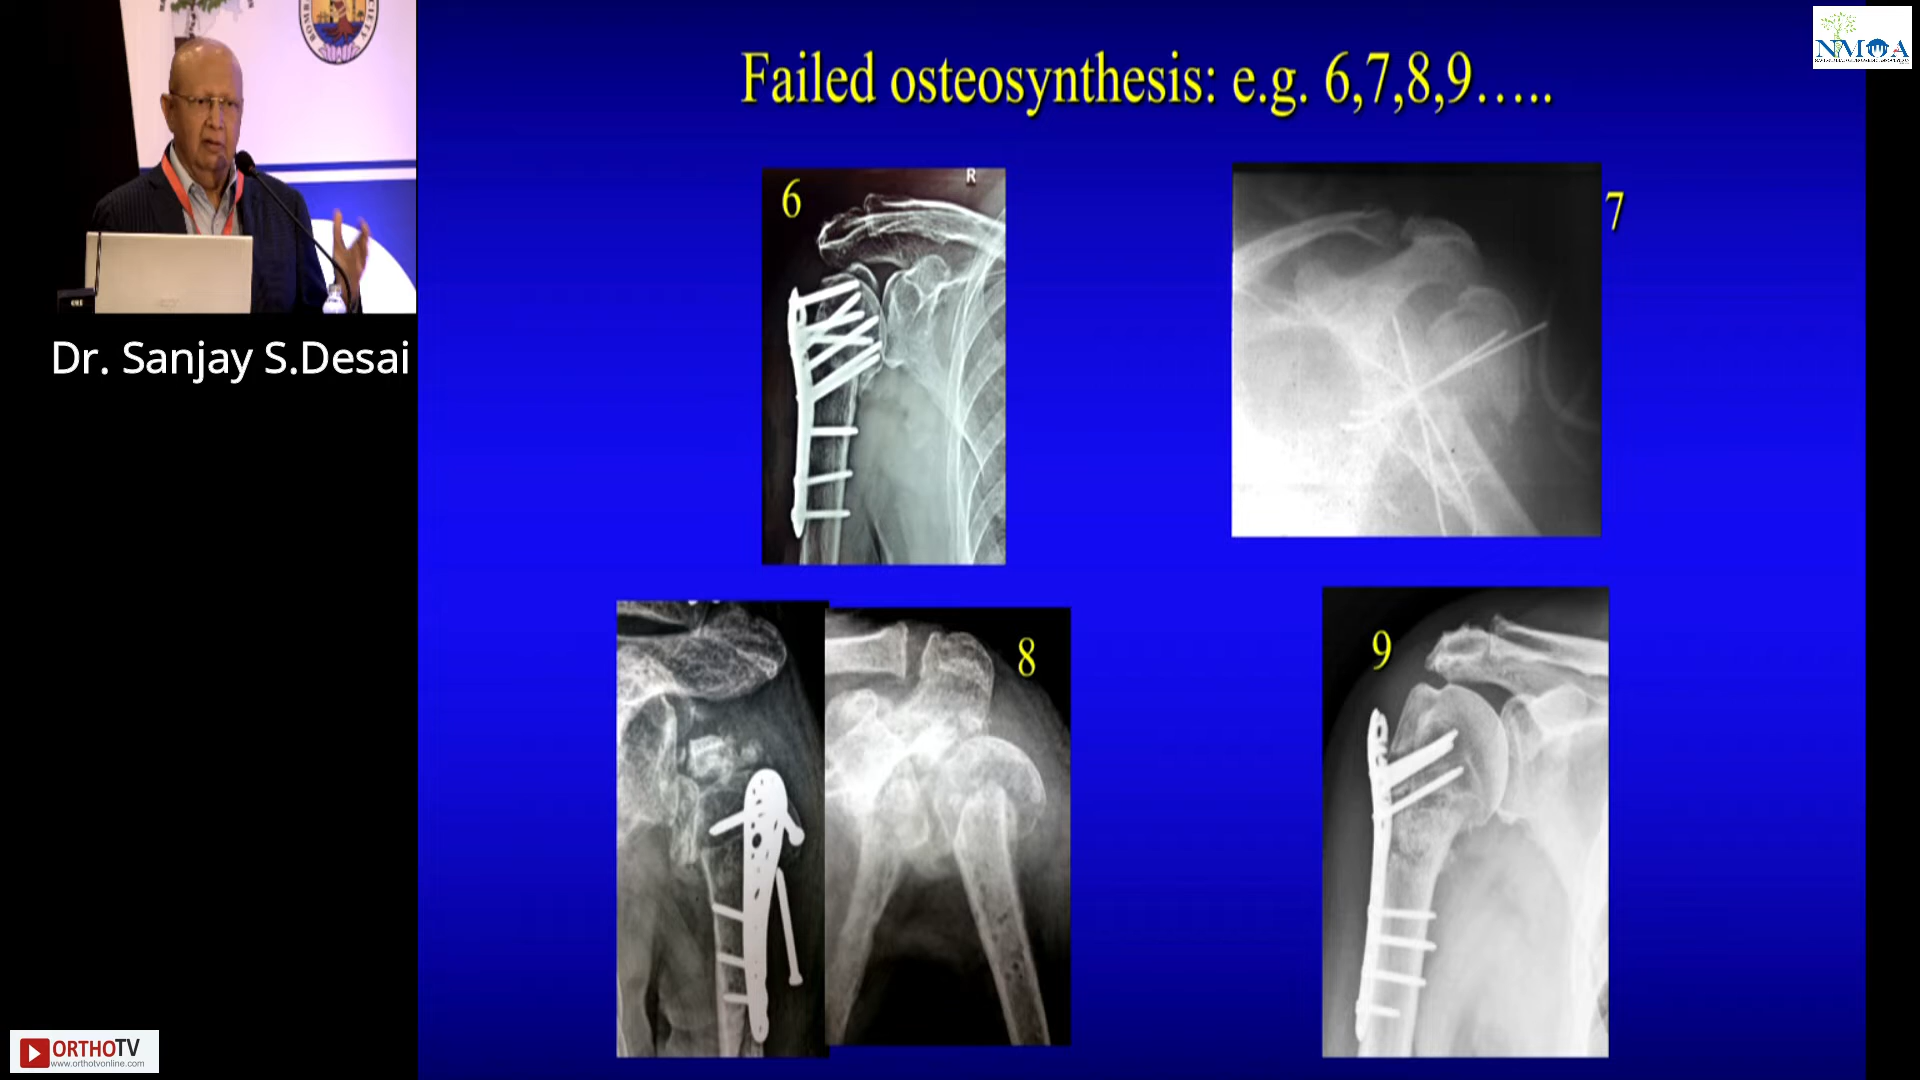 Failed osteosynthesis: e.g. 6,7,8,9…..
6
R
7
8
9
Dr. Sanjay S.Desai
NMOA
ORTHOTV
www.orthotvonline.com